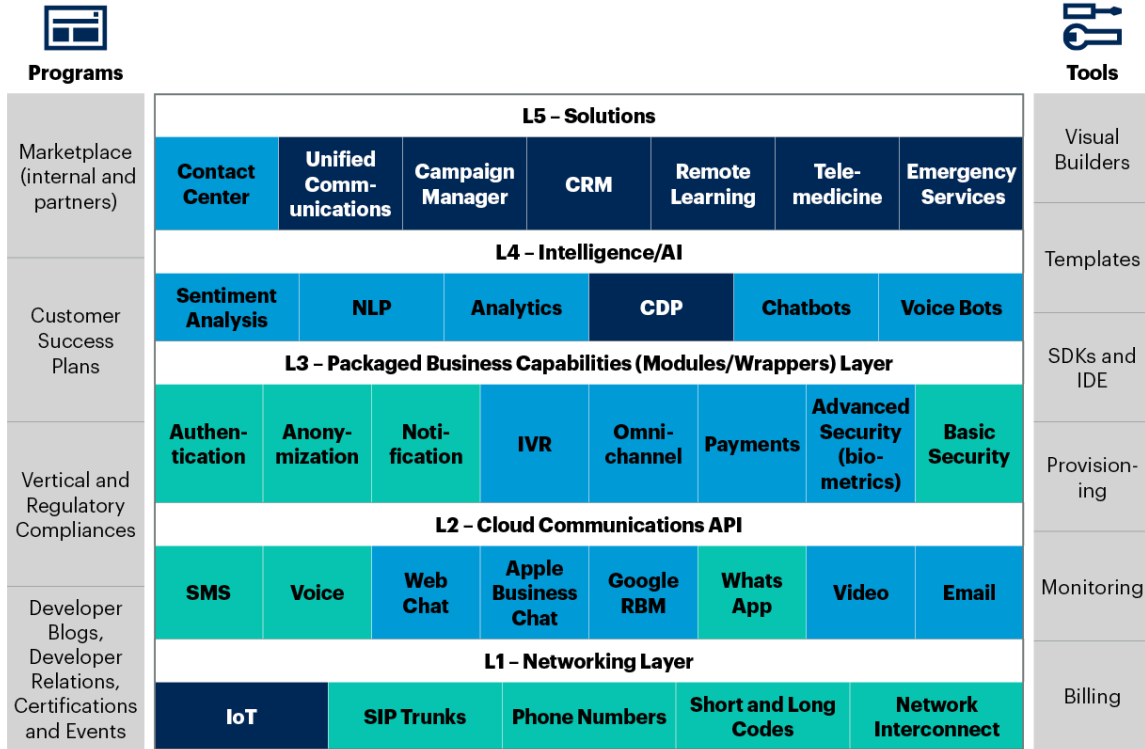 Programs
Marketplace
(internal and
partners)
Customer
Success
Plans
Vertical and
Regulatory
Compliances
Developer
Blogs,
Developer
Relations,
Certifications
and Events
L5 – Solutions
Contact
Center
Unified
Comm-
unications
Campaign
Manager
CRM
Remote
Learning
Tele-
medicine
Emergency
Services
L4 – Intelligence/AI
Sentiment
Analysis
NLP
Analytics
CDP
Chatbots
Voice Bots
L3 – Packaged Business Capabilities (Modules/Wrappers) Layer
Authen-
tication
Anony-
mization
Noti-
fication
IVR
Omni-
channel
Payments
Advanced
Security
(bio-
metrics)
Basic
Security
L2 – Cloud Communications API
SMS
Voice
Web
Chat
Apple
Business
Chat
Google
RBM
Whats
App
Video
Email
L1 – Networking Layer
IoT
SIP Trunks
Phone Numbers
Short and Long
Codes
Network
Interconnect
Tools
Visual
Builders
Templates
SDKs and
IDE
Provision-
ing
Monitoring
Billing